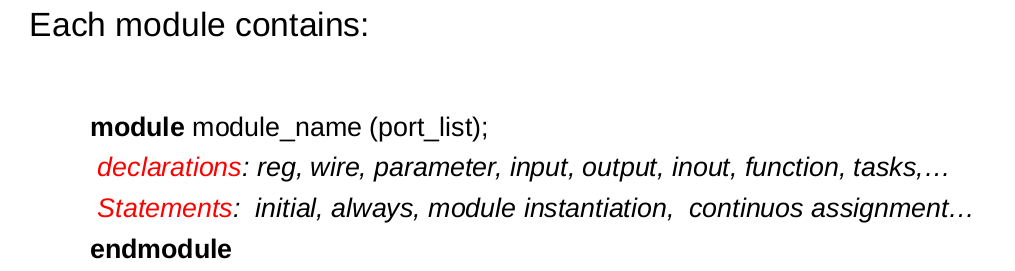 Each module contains:
module module_name (port_list);
declarations: reg, wire, parameter, input, output, inout, function, tasks,…
Statements:  initial, always, module instantiation,  continuos assignment…
endmodule